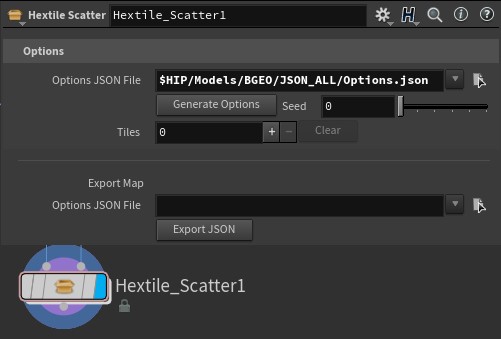 Hextile Scatter Hextile_Scatter1
Options
Options JSON File $HIP/Models/BGEO/JSON_ALL/Options.json
Generate Options Seed 0
Tiles 0 + − Clear
Export Map
Options JSON File
Export JSON
Hextile_Scatter1